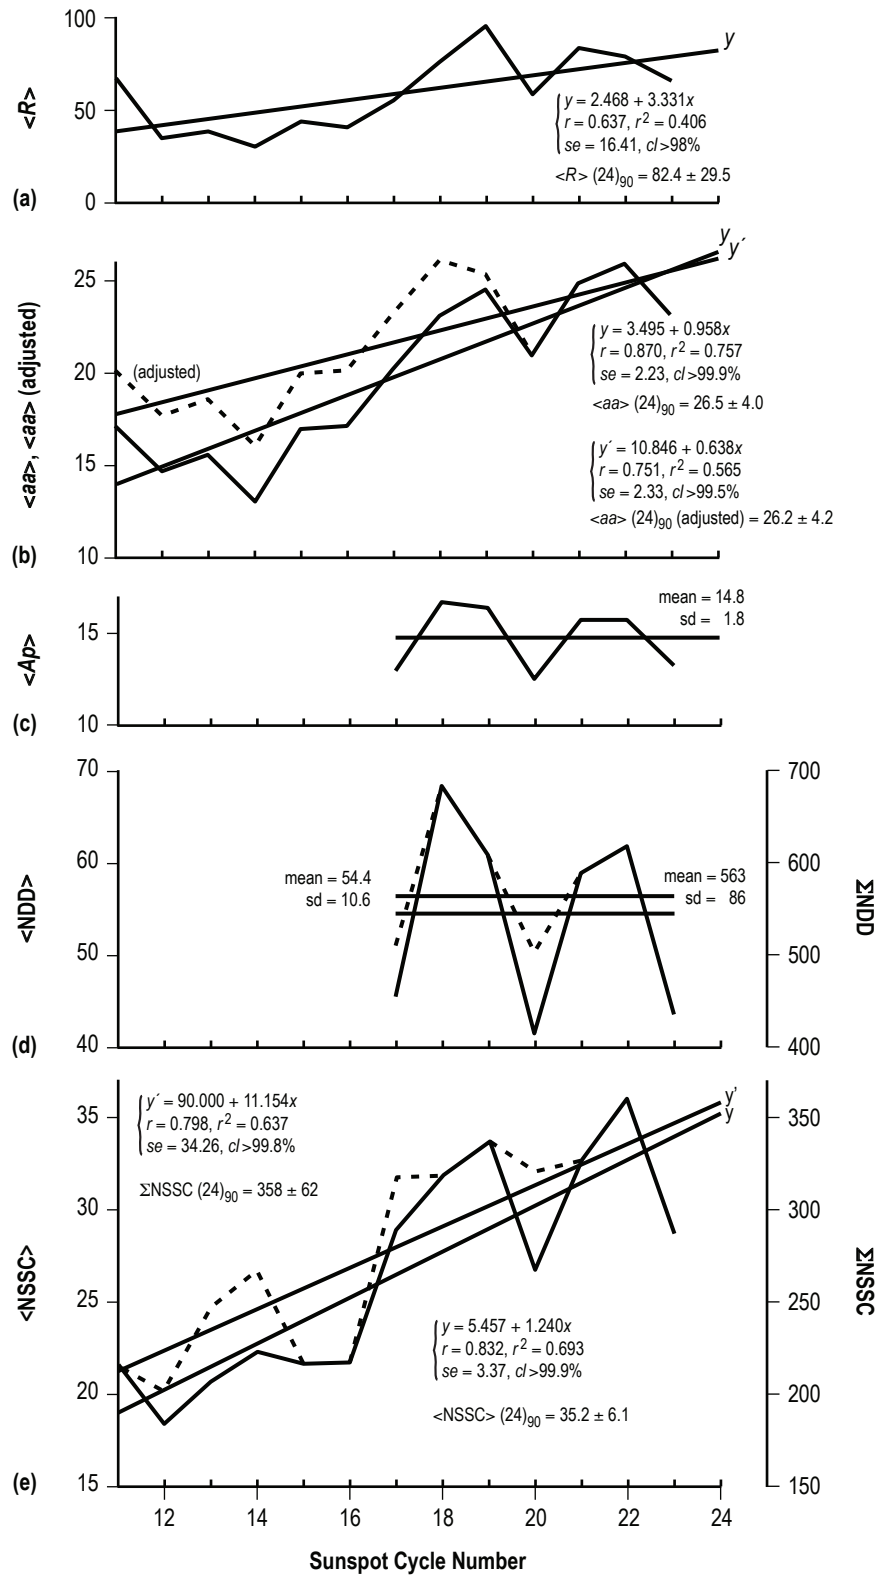 100
50
0
<R>
(a)
y
y = 2.468 + 3.331x
r = 0.637, r² = 0.406
se = 16.41, cl >98%
<R> (24)₉₀ = 82.4 ± 29.5
25
20
15
10
<aa>, <aa> (adjusted)
(b)
(adjusted)
y
y´
y = 3.495 + 0.958x
r = 0.870, r² = 0.757
se = 2.23, cl >99.9%
<aa> (24)₉₀ = 26.5 ± 4.0
y´ = 10.846 + 0.638x
r = 0.751, r² = 0.565
se = 2.33, cl >99.5%
<aa> (24)₉₀ (adjusted) = 26.2 ± 4.2
15
10
<Ap>
(c)
mean = 14.8
sd = 1.8
70
60
50
40
<NDD>
(d)
mean = 54.4
sd = 10.6
mean = 563
sd = 86
700
600
500
400
ΣNDD
35
30
25
20
15
<NSSC>
(e)
y´ = 90.000 + 11.154x
r = 0.798, r² = 0.637
se = 34.26, cl >99.8%
ΣNSSC (24)₉₀ = 358 ± 62
y'
y
y = 5.457 + 1.240x
r = 0.832, r² = 0.693
se = 3.37, cl >99.9%
<NSSC> (24)₉₀ = 35.2 ± 6.1
350
300
250
200
150
ΣNSSC
12 14 16 18 20 22 24
Sunspot Cycle Number